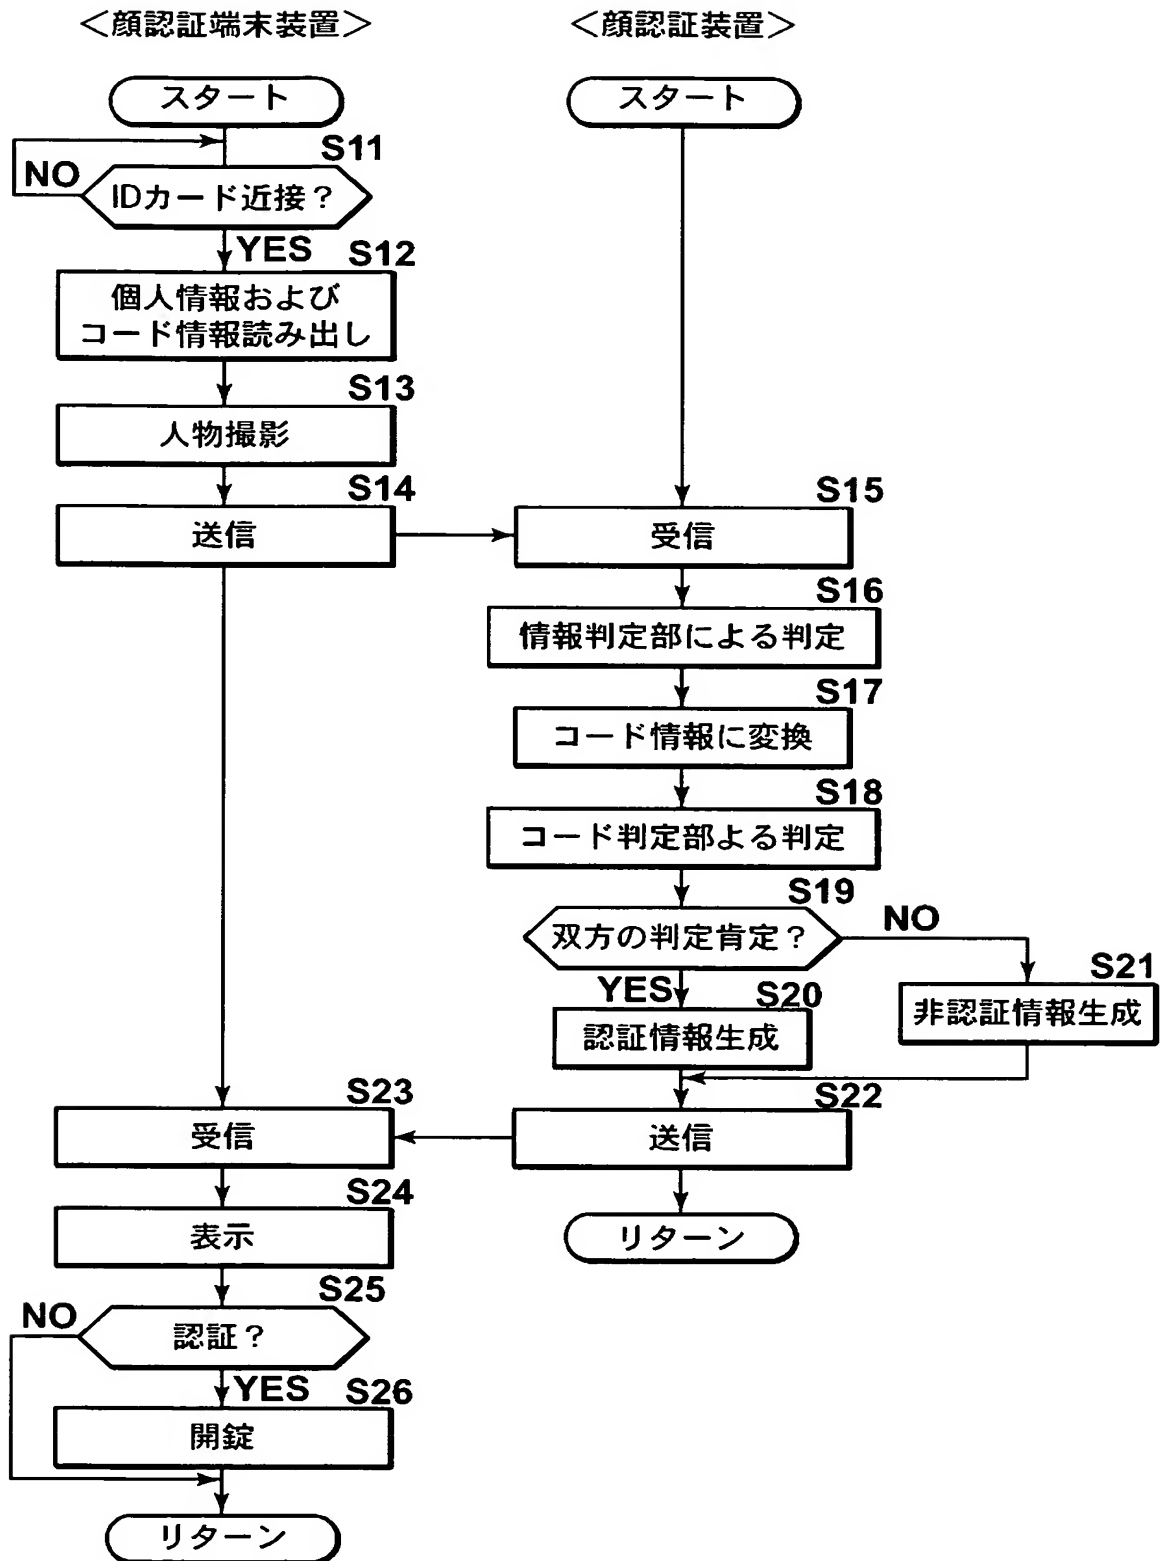 <顔認証端末装置>
<顔認証装置>
スタート
スタート
S11
NO
IDカード近接?
YES
S12
個人情報および
コード情報読み出し
S13
人物撮影
S14
送信
S15
受信
S16
情報判定部による判定
S17
コード情報に変換
S18
コード判定部よる判定
S19
双方の判定肯定?
NO
YES
S20
認証情報生成
S21
非認証情報生成
S22
送信
リターン
S23
受信
S24
表示
S25
NO
認証?
YES
S26
開錠
リターン